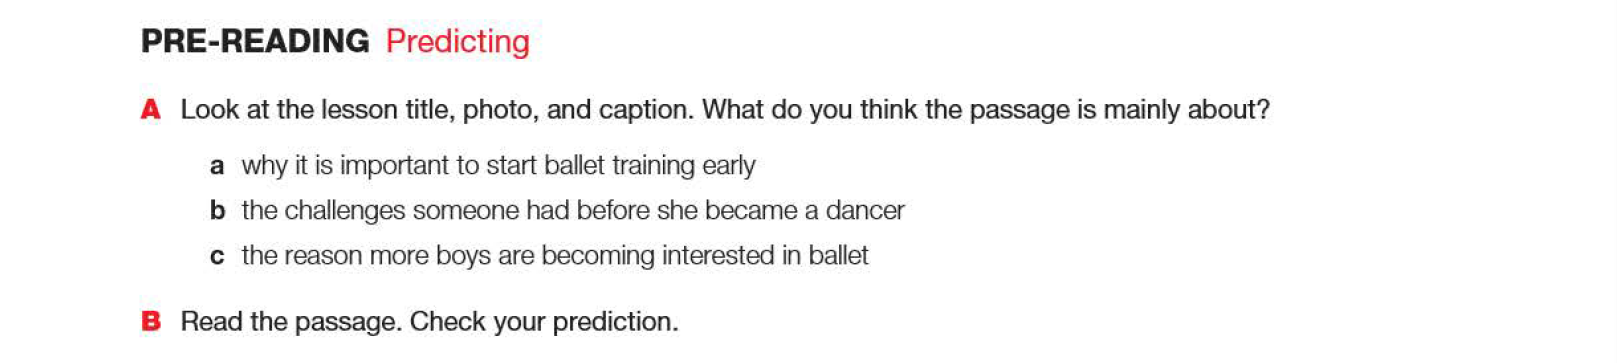 PRE-READING Predicting
A Look at the lesson title, photo, and caption. What do you think the passage is mainly about?
a why it is important to start ballet training early
b the challenges someone had before she became a dancer
c the reason more boys are becoming interested in ballet
B Read the passage. Check your prediction.